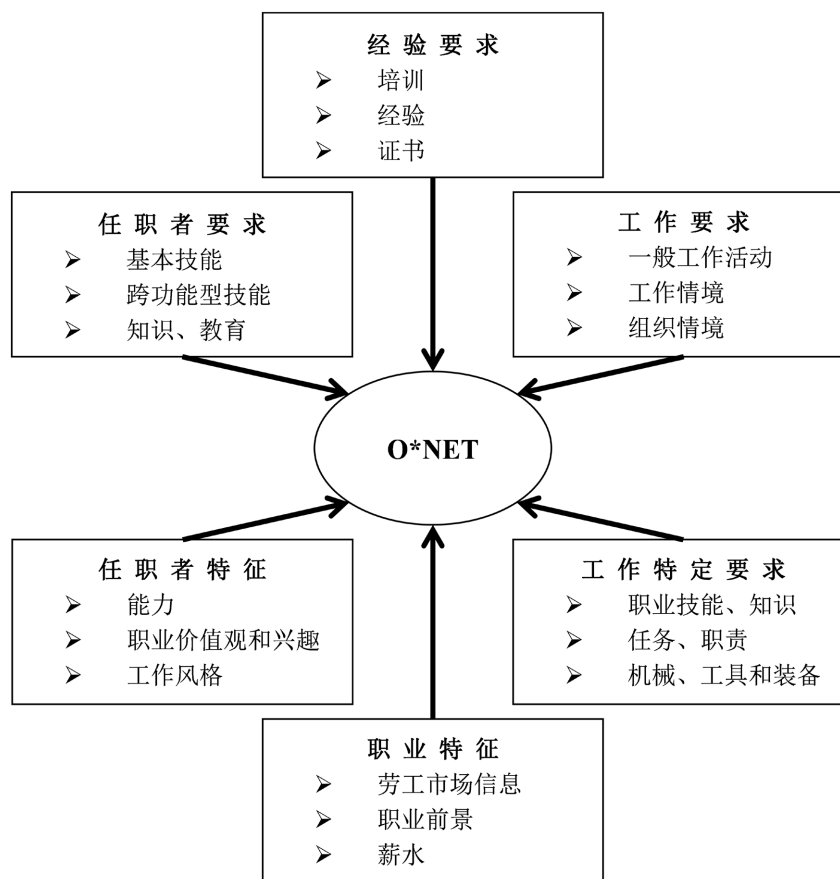 经验要求
培训
经验
证书
任职者要求
基本技能
跨功能型技能
知识、教育
工作要求
一般工作活动
工作情境
组织情境
O*NET
任职者特征
能力
职业价值观和兴趣
工作风格
工作特定要求
职业技能、知识
任务、职责
机械、工具和装备
职业特征
劳工市场信息
职业前景
薪水